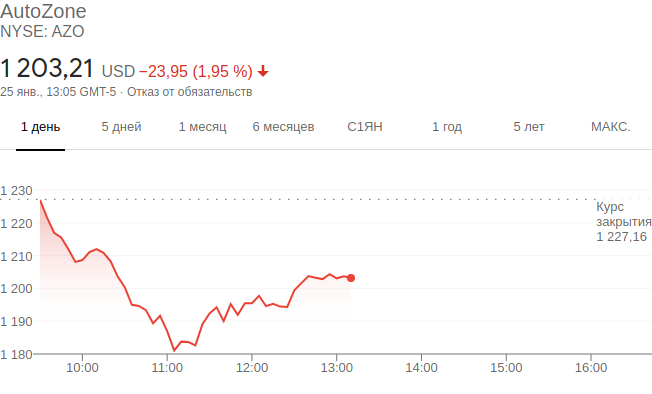 AutoZone
NYSE: AZO
1 203,21 USD −23,95 (1,95 %)
25 янв., 13:05 GMT-5 · Отказ от обязательств
1 день 5 дней 1 месяц 6 месяцев С1ЯН 1 год 5 лет МАКС.
1 230
Курс
закрытия
1 227,16
1 220
1 210
1 200
1 190
1 180
10:00 11:00 12:00 13:00 14:00 15:00 16:00